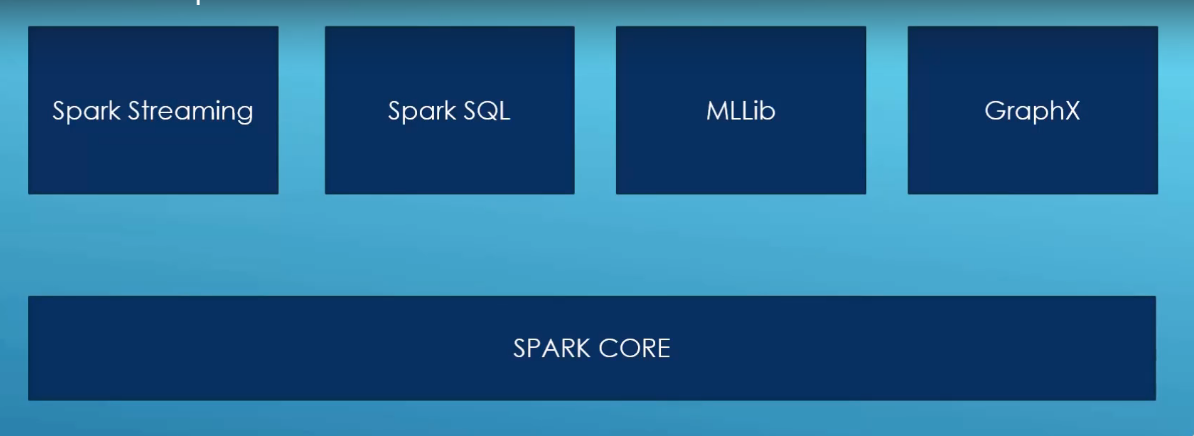 Spark Streaming
Spark SQL
MLLib
GraphX
SPARK CORE